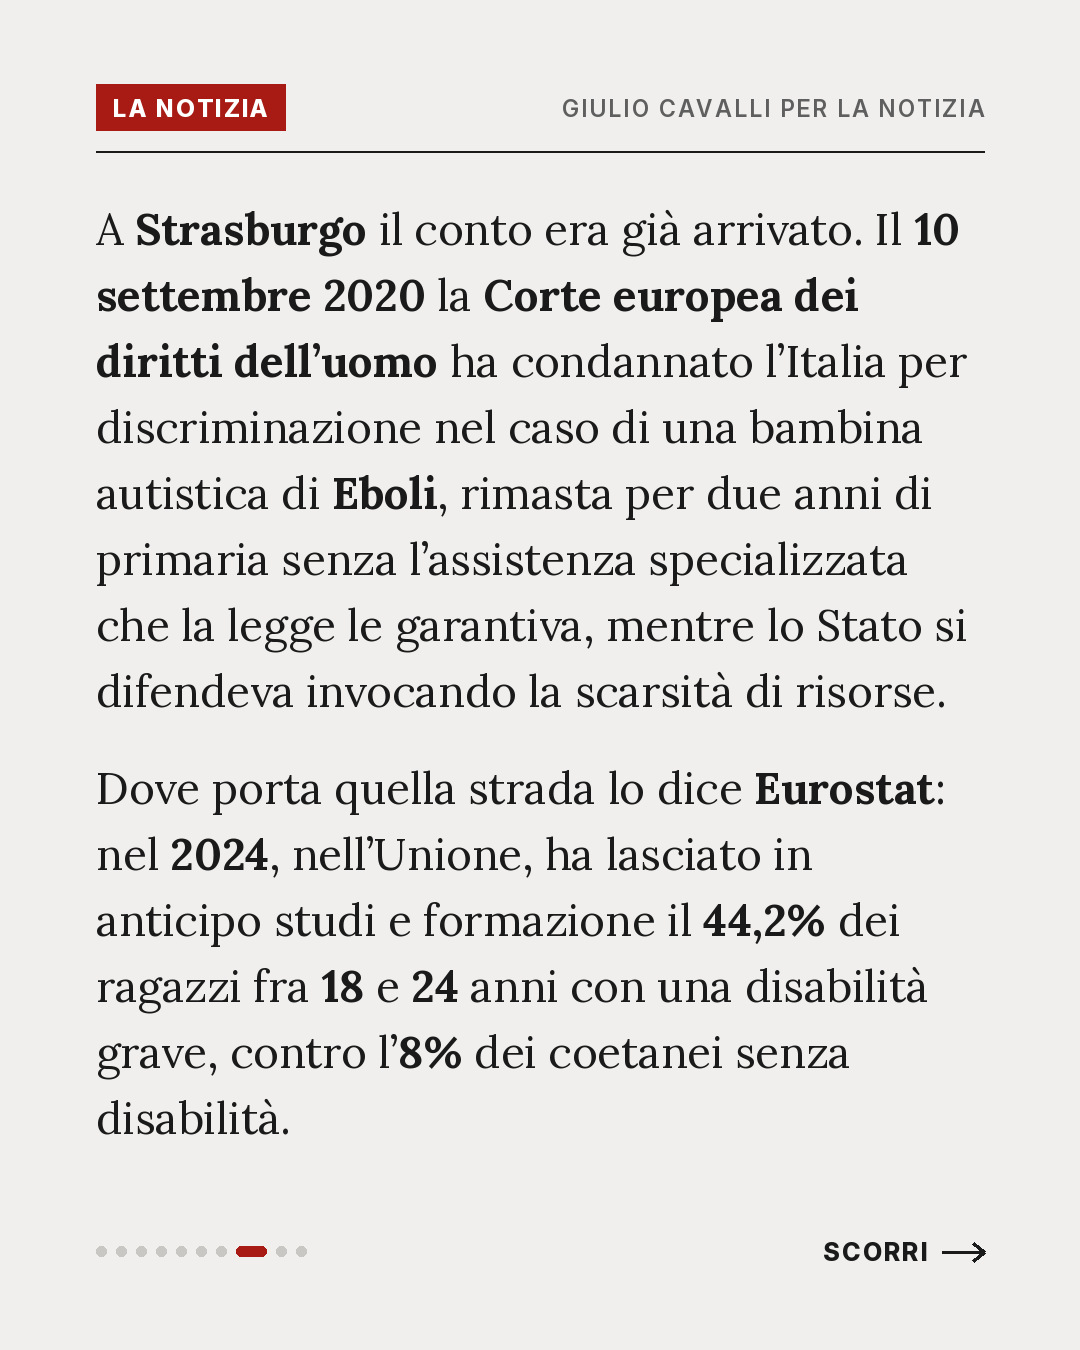 LA NOTIZIA
GIULIO CAVALLI PER LA NOTIZIA
A Strasburgo il conto era già arrivato. Il 10
settembre 2020 la Corte europea dei
diritti dell’uomo ha condannato l’Italia per
discriminazione nel caso di una bambina
autistica di Eboli, rimasta per due anni di
primaria senza l’assistenza specializzata
che la legge le garantiva, mentre lo Stato si
difendeva invocando la scarsità di risorse.
Dove porta quella strada lo dice Eurostat:
nel 2024, nell’Unione, ha lasciato in
anticipo studi e formazione il 44,2% dei
ragazzi fra 18 e 24 anni con una disabilità
grave, contro l’8% dei coetanei senza
disabilità.
SCORRI